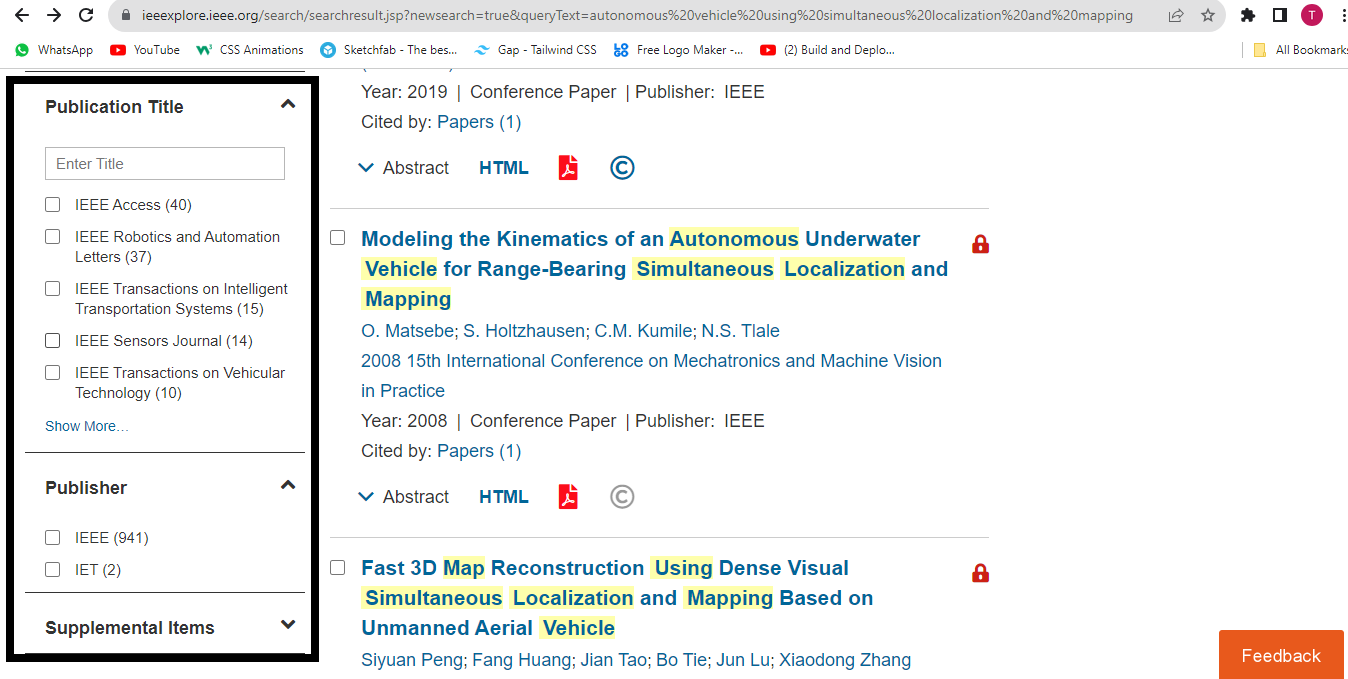 ieeexplore.ieee.org/search/searchresult.jsp?newsearch=true&queryText=autonomous%20vehicle%20using%20simultaneous%20localization%20and%20mapping
T
WhatsApp
YouTube
CSS Animations
Sketchfab - The bes...
Gap - Tailwind CSS
Free Logo Maker -...
(2) Build and Deplo...
All Bookmarks
Publication Title
Enter Title
IEEE Access (40)
IEEE Robotics and Automation
Letters (37)
IEEE Transactions on Intelligent
Transportation Systems (15)
IEEE Sensors Journal (14)
IEEE Transactions on Vehicular
Technology (10)
Show More...
Publisher
IEEE (941)
IET (2)
Supplemental Items
Year: 2019 | Conference Paper | Publisher: IEEE
Cited by: Papers (1)
Abstract HTML ©
Modeling the Kinematics of an Autonomous Underwater
Vehicle for Range-Bearing Simultaneous Localization and
Mapping
O. Matsebe; S. Holtzhausen; C.M. Kumile; N.S. Tlale
2008 15th International Conference on Mechatronics and Machine Vision
in Practice
Year: 2008 | Conference Paper | Publisher: IEEE
Cited by: Papers (1)
Abstract HTML ©
Fast 3D Map Reconstruction Using Dense Visual
Simultaneous Localization and Mapping Based on
Unmanned Aerial Vehicle
Siyuan Peng; Fang Huang; Jian Tao; Bo Tie; Jun Lu; Xiaodong Zhang
Feedback